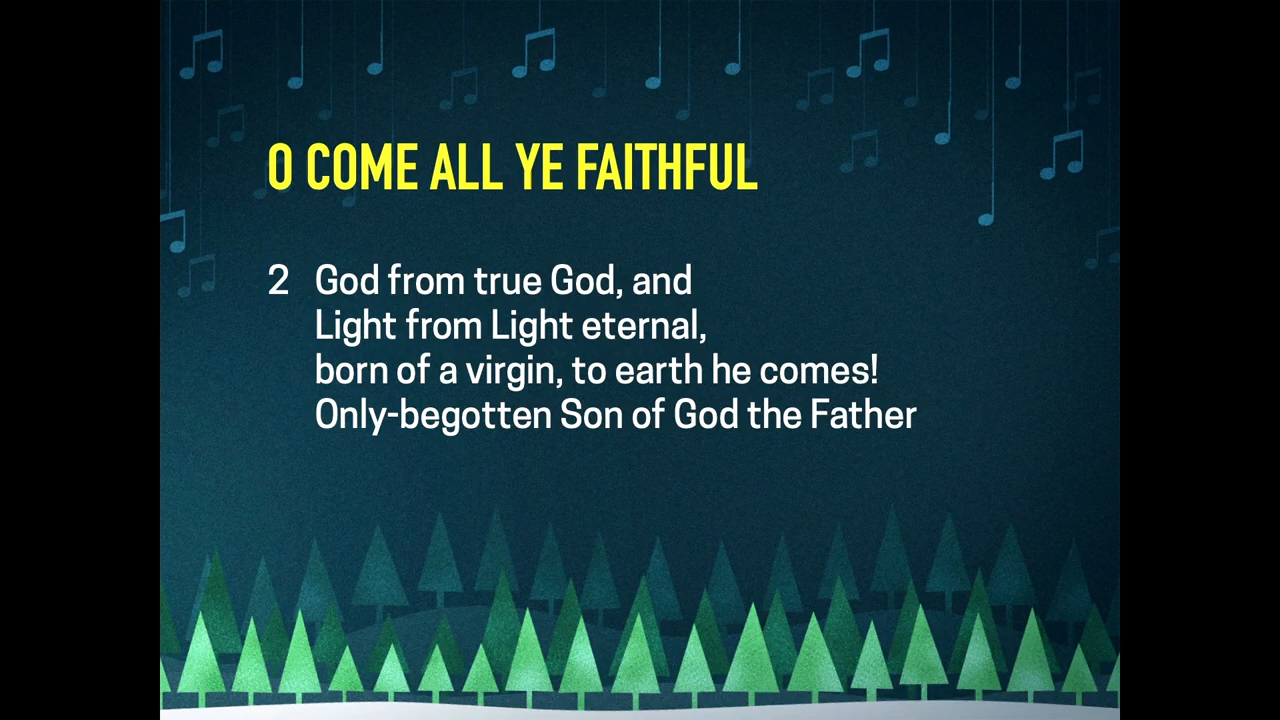 O COME ALL YE FAITHFUL
2 God from true God, and
Light from Light eternal,
born of a virgin, to earth he comes!
Only-begotten Son of God the Father